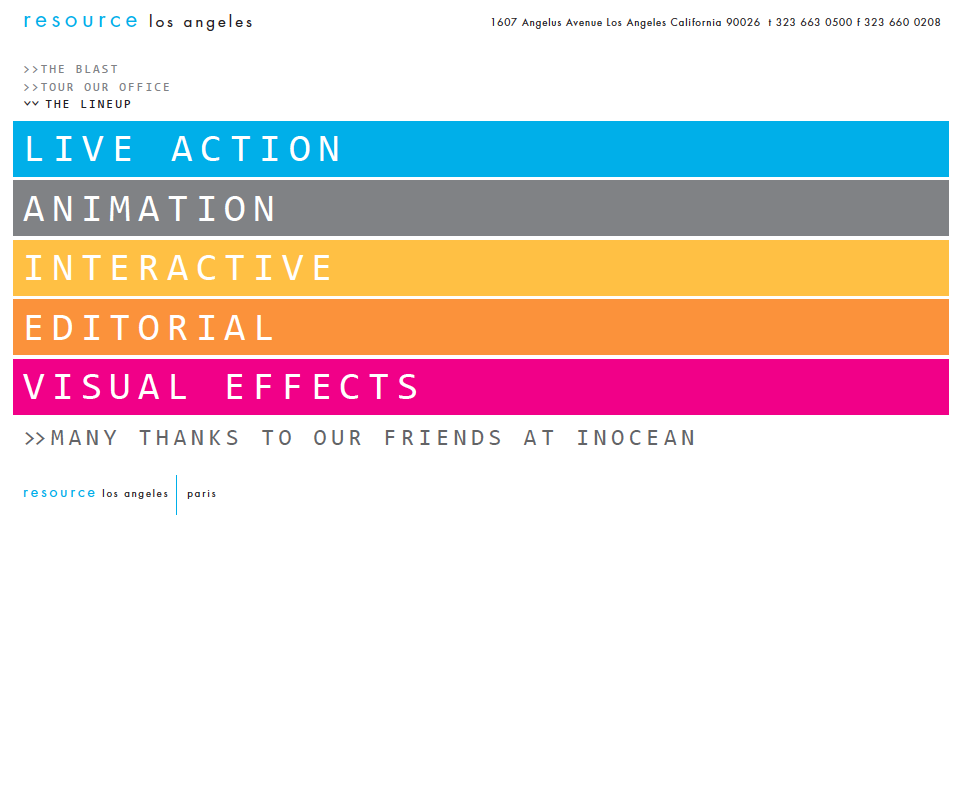 resource los angeles
1607 Angelus Avenue Los Angeles California 90026 t 323 663 0500 f 323 660 0208
>>THE BLAST
>>TOUR OUR OFFICE
THE LINEUP
LIVE ACTION
ANIMATION
INTERACTIVE
EDITORIAL
VISUAL EFFECTS
>>MANY THANKS TO OUR FRIENDS AT INOCEAN
resource los angeles paris